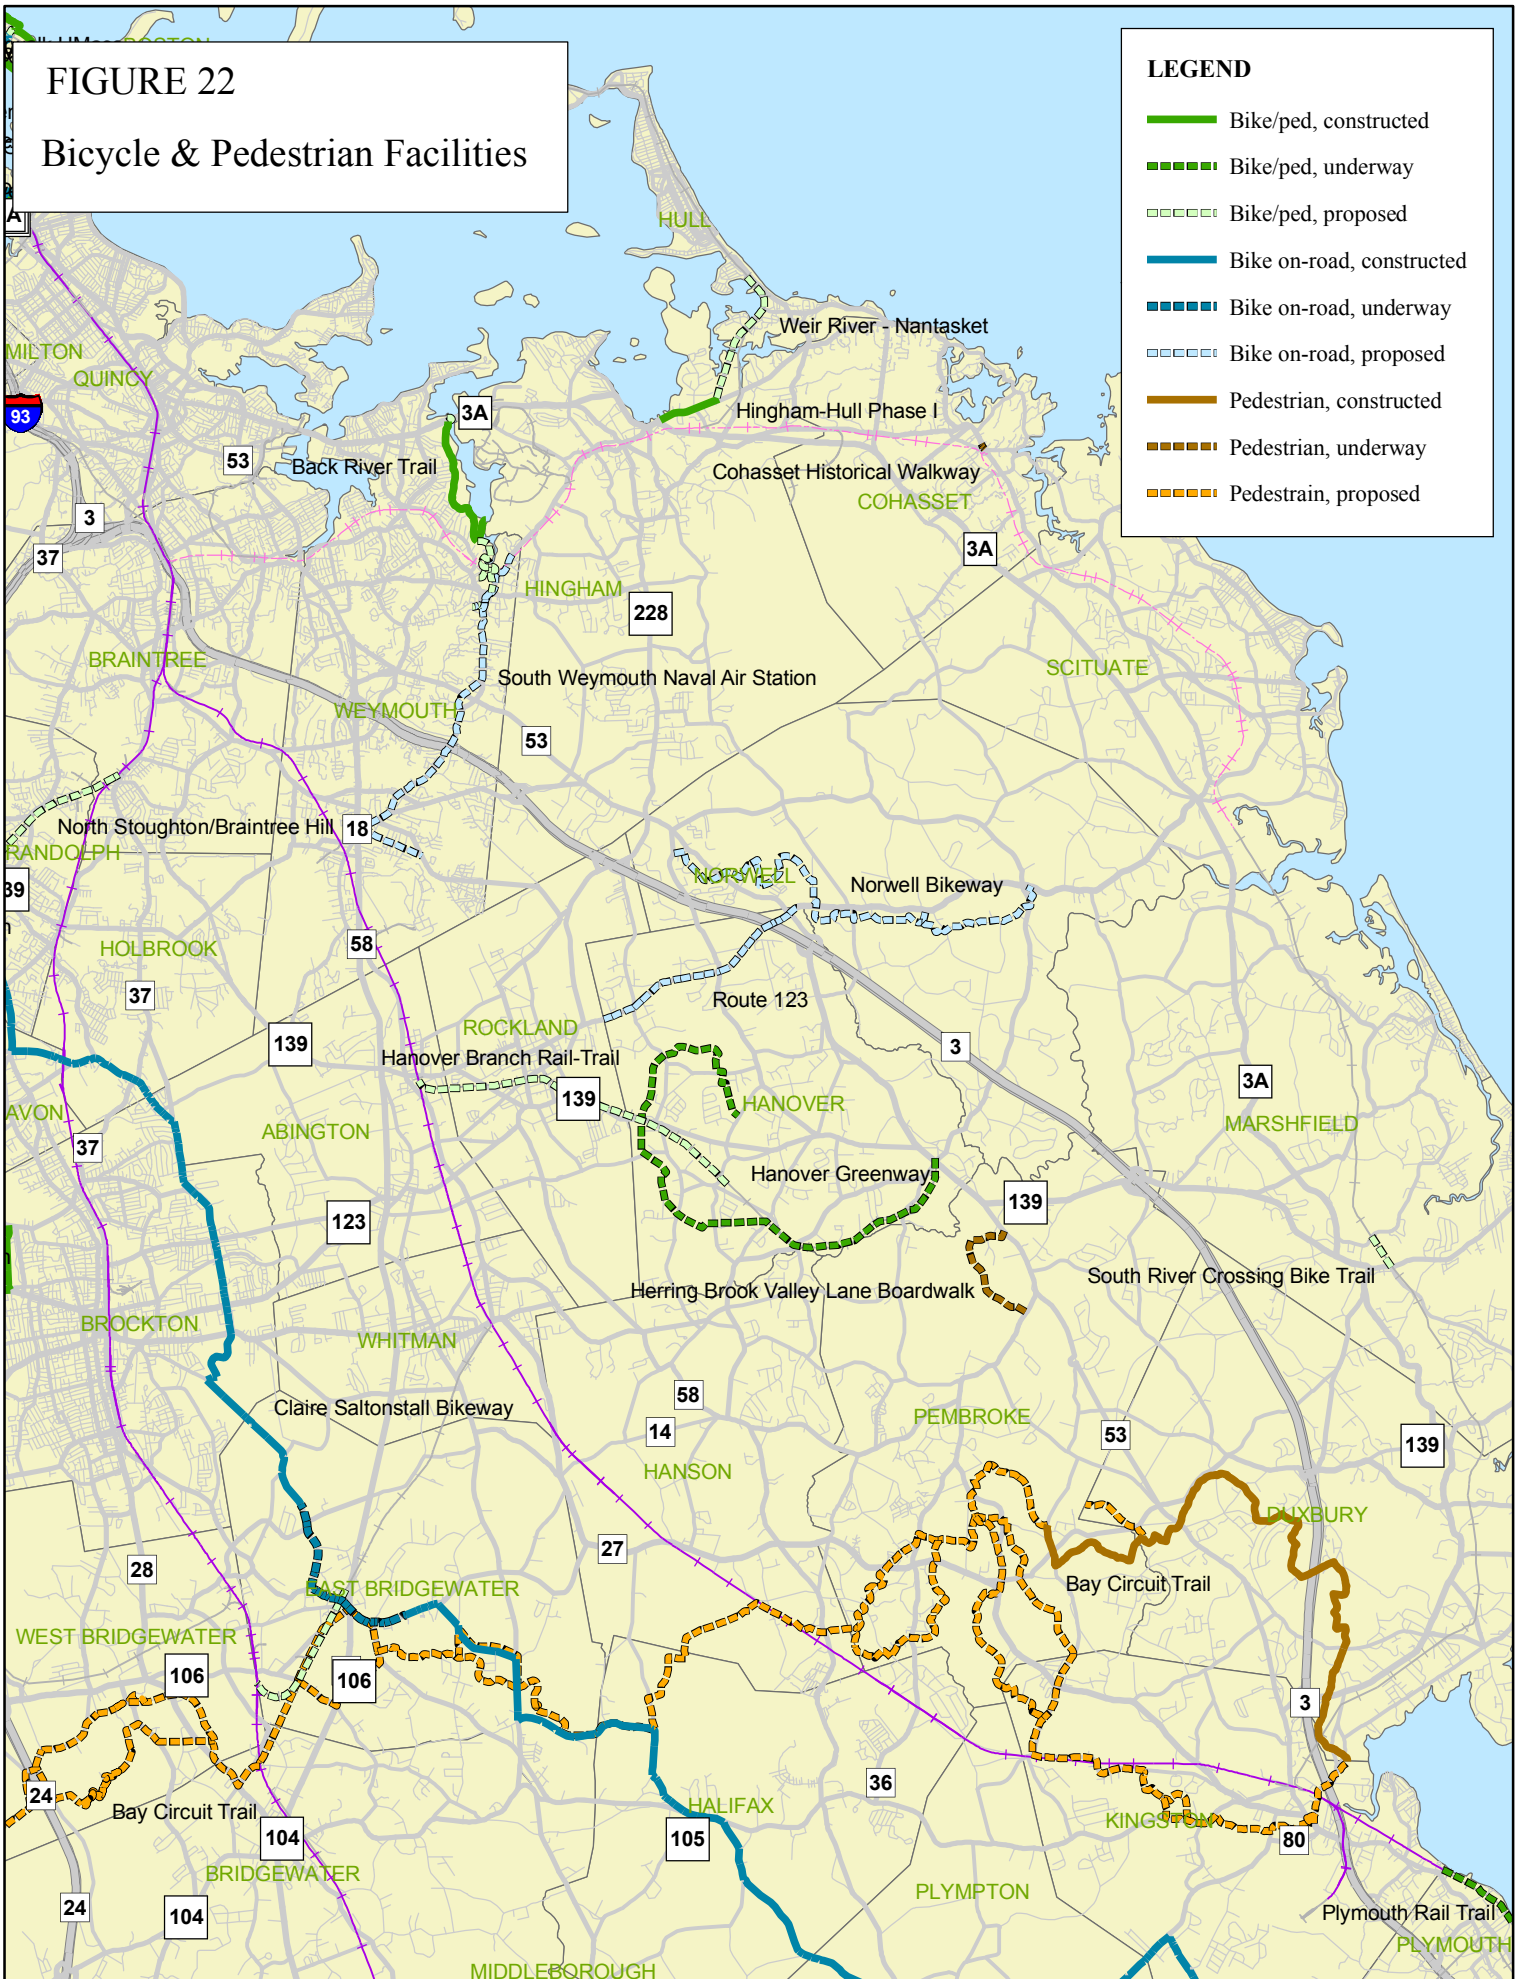 FIGURE 22
Bicycle & Pedestrian Facilities
LEGEND
Bike/ped, constructed
Bike/ped, underway
Bike/ped, proposed
Bike on-road, constructed
Bike on-road, underway
Bike on-road, proposed
Pedestrian, constructed
Pedestrian, underway
Pedestrain, proposed
BOSTON
A
HULL
Weir River - Nantasket
MILTON
QUINCY
93
3A
Hingham-Hull Phase I
53
Back River Trail
Cohasset Historical Walkway
COHASSET
3
37
3A
HINGHAM
228
BRAINTREE
SCITUATE
South Weymouth Naval Air Station
WEYMOUTH
53
North Stoughton/Braintree Hill
18
RANDOLPH
NORWELL
Norwell Bikeway
39
HOLBROOK
58
37
Route 123
ROCKLAND
139
Hanover Branch Rail-Trail
3
139
3A
HANOVER
AVON
ABINGTON
MARSHFIELD
37
Hanover Greenway
139
123
South River Crossing Bike Trail
Herring Brook Valley Lane Boardwalk
BROCKTON
WHITMAN
58
Claire Saltonstall Bikeway
PEMBROKE
14
53
139
HANSON
DUXBURY
27
28
Bay Circuit Trail
EAST BRIDGEWATER
WEST BRIDGEWATER
106
106
3
24
36
Bay Circuit Trail
HALIFAX
KINGSTON
104
105
80
BRIDGEWATER
PLYMPTON
24
104
Plymouth Rail Trail
PLYMOUTH
MIDDLEBOROUGH